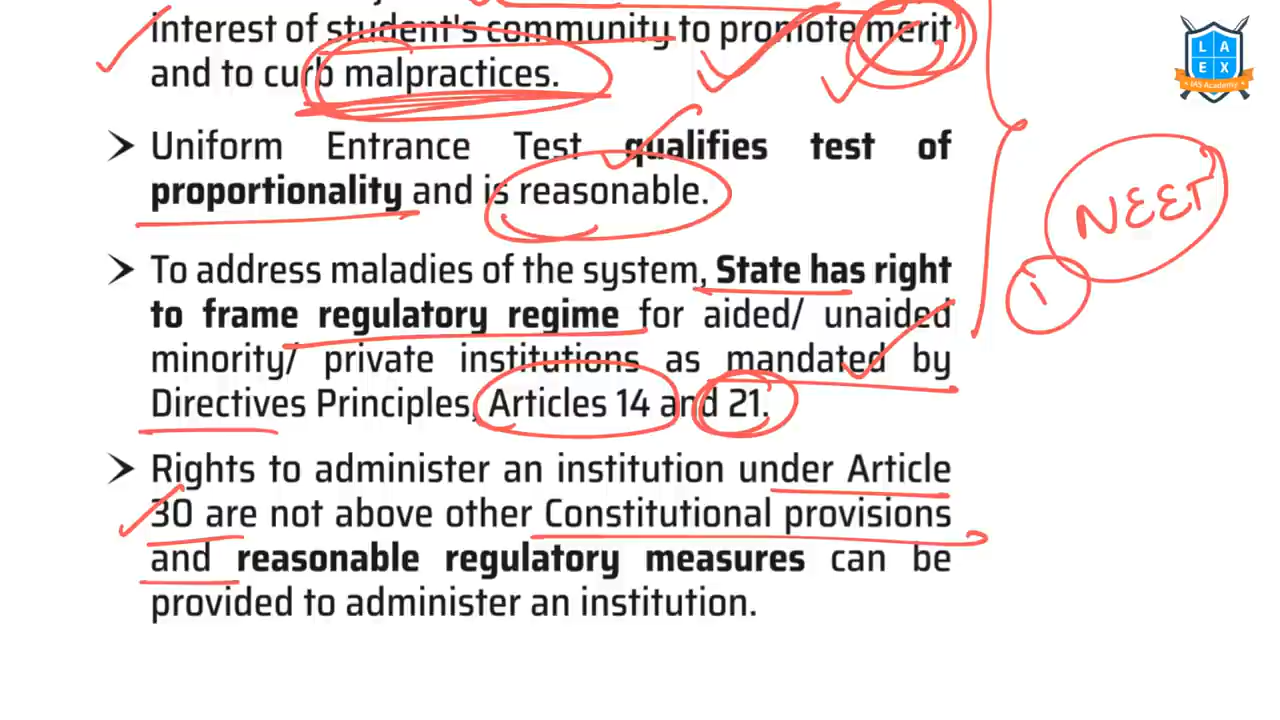 interest of student's community to promote merit
and to curb malpractices.
➤ Uniform Entrance Test qualifies test of
proportionality and is reasonable.
➤ To address maladies of the system, State has right
to frame regulatory regime for aided/ unaided
minority/ private institutions as mandated by
Directives Principles, Articles 14 and 21.
➤ Rights to administer an institution under Article
30 are not above other Constitutional provisions
and reasonable regulatory measures can be
provided to administer an institution.
NEET
1
L A
E X
IAS Academy